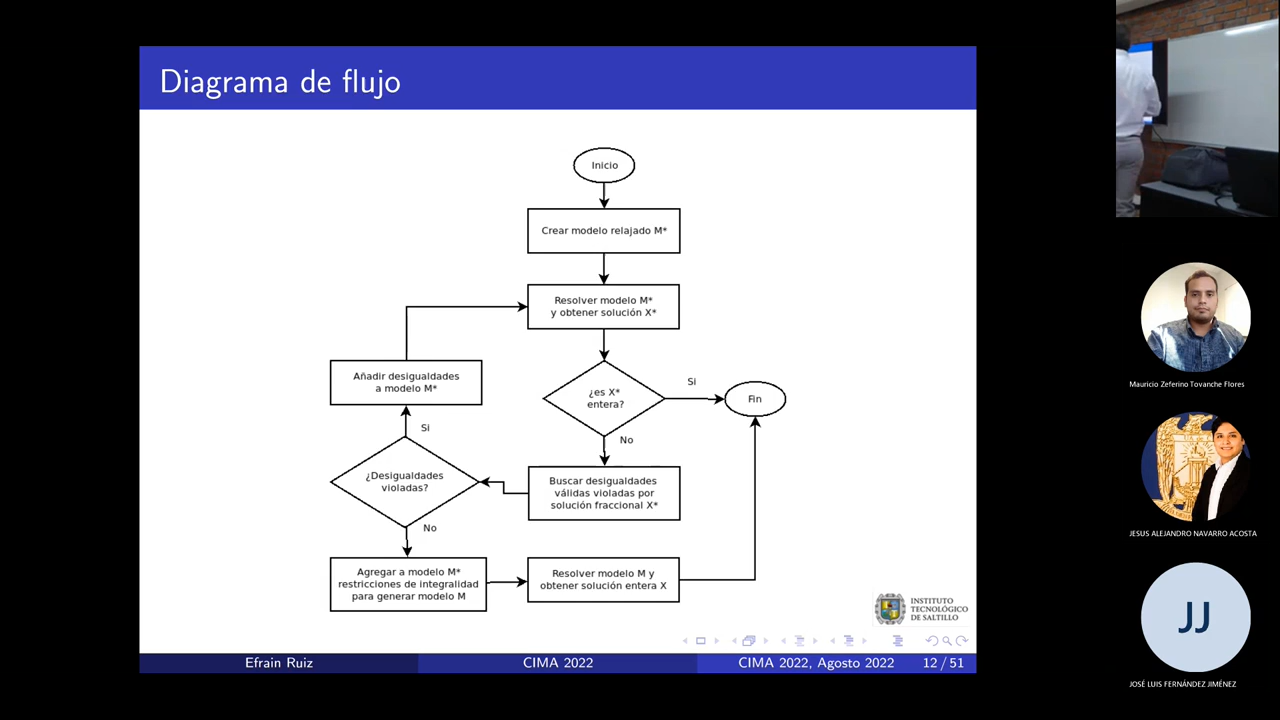 Diagrama de flujo
Inicio
Crear modelo relajado M*
Resolver modelo M*
y obtener solución X*
Añadir desigualdades
a modelo M*
¿es X*
entera?
Si
Fin
Si
No
¿Desigualdades
violadas?
Buscar desigualdades
válidas violadas por
solución fraccional X*
No
Agregar a modelo M*
restricciones de integralidad
para generar modelo M
Resolver modelo M y
obtener solución entera X
INSTITUTO
TECNOLÓGICO
DE SALTILLO
Efrain Ruiz
CIMA 2022
CIMA 2022, Agosto 2022
12 / 51
Mauricio Zeferino Tovanche Flores
JESUS ALEJANDRO NAVARRO ACOSTA
JJ
JOSÉ LUIS FERNÁNDEZ JIMÉNEZ